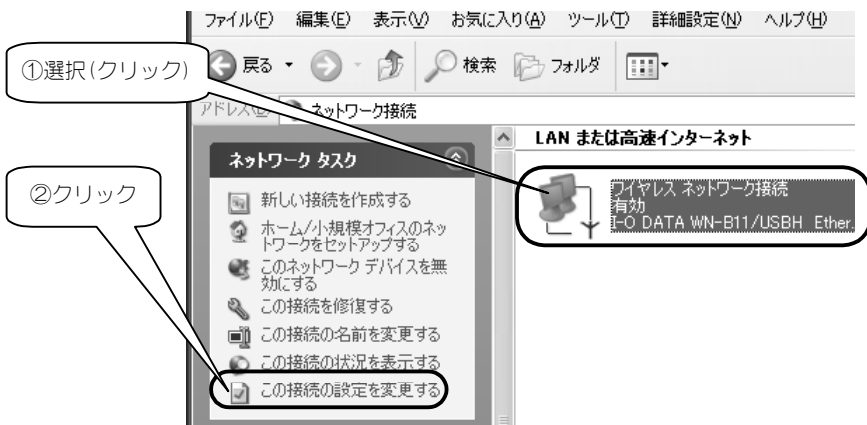 ファイル(F) 編集(E) 表示(V) お気に入り(A) ツール(T) 詳細設定(N) ヘルプ(H)
①選択(クリック)
戻る 検索 フォルダ
アドレス(D) ネットワーク接続
LAN または高速インターネット
ネットワーク タスク
②クリック
新しい接続を作成する
ホーム/小規模オフィスのネッ
トワークをセットアップする
このネットワーク デバイスを無
効にする
この接続を修復する
この接続の名前を変更する
この接続の状況を表示する
この接続の設定を変更する
ワイヤレス ネットワーク接続
有効
I-O DATA WN-B11/USBH Ether.